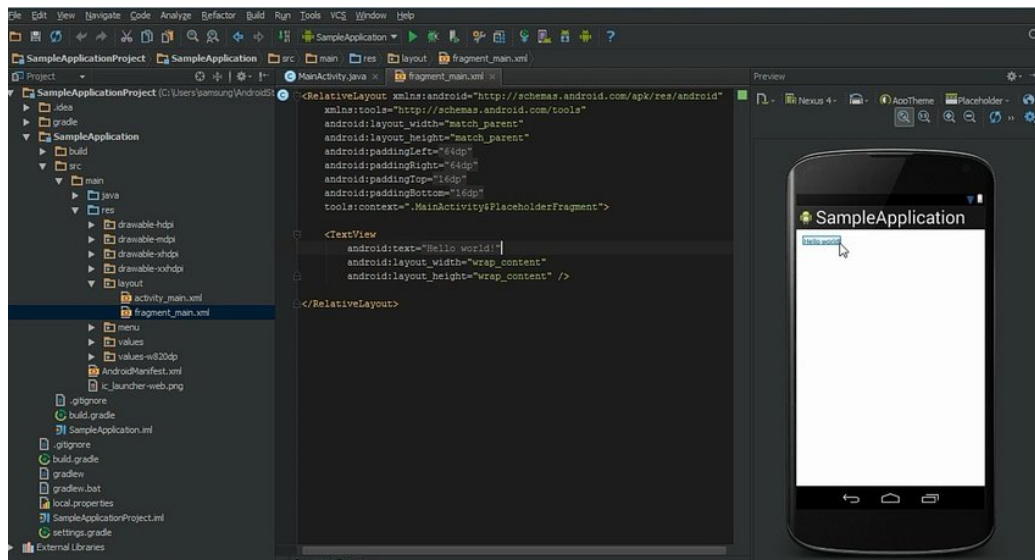 File Edit View Navigate Code Analyze Refactor Build Run Tools VCS Window Help
SampleApplication
SampleApplicationProject SampleApplication src main res layout fragment_main.xml
Project MainActivity.java fragment_main.xml Preview
SampleApplicationProject (C:\Users\samsung\AndroidSt
.idea
gradle
SampleApplication
build
src
main
java
res
drawable-hdpi
drawable-mdpi
drawable-xhdpi
drawable-xxhdpi
layout
activity_main.xml
fragment_main.xml
menu
values
values-w820dp
AndroidManifest.xml
ic_launcher-web.png
.gitignore
build.gradle
SampleApplication.iml
.gitignore
build.gradle
gradlew
gradlew.bat
local.properties
SampleApplicationProject.iml
settings.gradle
External Libraries
<RelativeLayout xmlns:android="http://schemas.android.com/apk/res/android"
xmlns:tools="http://schemas.android.com/tools"
android:layout_width="match_parent"
android:layout_height="match_parent"
android:paddingLeft="64dp"
android:paddingRight="64dp"
android:paddingTop="16dp"
android:paddingBottom="16dp"
tools:context=".MainActivity$PlaceholderFragment">
<TextView
android:text="Hello world!"
android:layout_width="wrap_content"
android:layout_height="wrap_content" />
</RelativeLayout>
Nexus 4 AppTheme Placeholder
SampleApplication
Hello world!